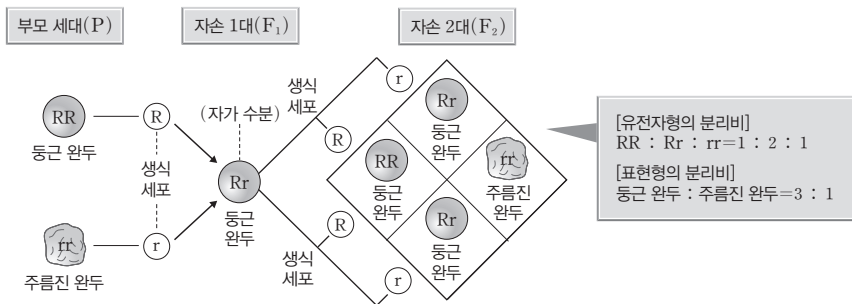 부모 세대(P)
자손 1대(F₁)
자손 2대(F₂)
RR
둥근 완두
R
생식
세포
rr
주름진 완두
r
(자가 수분)
Rr
둥근
완두
생식
세포
r
R
생식
세포
R
r
Rr
둥근
완두
RR
둥근
완두
rr
주름진
완두
Rr
둥근
완두
[유전자형의 분리비]
RR : Rr : rr=1 : 2 : 1
[표현형의 분리비]
둥근 완두 : 주름진 완두=3 : 1